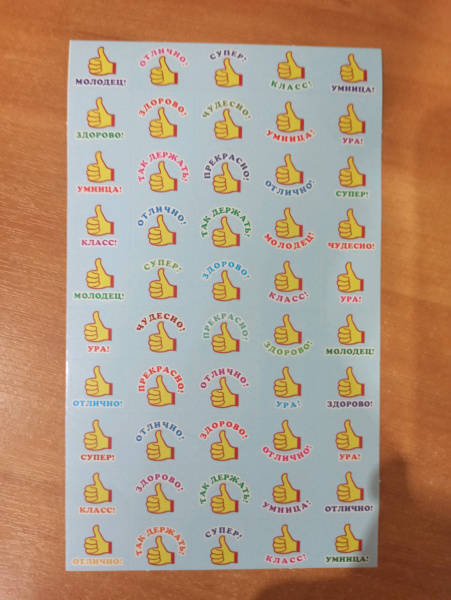 МОЛОДЕЦ! ОТЛИЧНО! СУПЕР! КЛАСС! УМНИЦА!
ЗДОРОВО! ЗДОРОВО! ЧУДЕСНО! УМНИЦА! УРА!
УМНИЦА! ТАК ДЕРЖАТЬ! ПРЕКРАСНО! ОТЛИЧНО! СУПЕР!
КЛАСС! ОТЛИЧНО! ТАК ДЕРЖАТЬ! МОЛОДЕЦ! ЧУДЕСНО!
МОЛОДЕЦ! СУПЕР! ЗДОРОВО! КЛАСС! УРА!
УРА! ЧУДЕСНО! ПРЕКРАСНО! ЗДОРОВО! МОЛОДЕЦ!
ОТЛИЧНО! ПРЕКРАСНО! ОТЛИЧНО! УРА! ЗДОРОВО!
СУПЕР! ОТЛИЧНО! ЗДОРОВО! ОТЛИЧНО! УРА!
КЛАСС! ЗДОРОВО! ТАК ДЕРЖАТЬ! УМНИЦА! ОТЛИЧНО!
ОТЛИЧНО! ТАК ДЕРЖАТЬ! СУПЕР! КЛАСС! УМНИЦА!